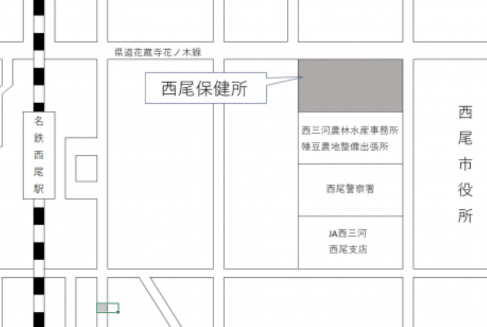 県道花蔵寺花ノ木線
西尾保健所
西三河農林水産事務所
幡豆農地整備出張所
西尾警察署
JA西三河
西尾支店
名鉄西尾駅
西尾市役所